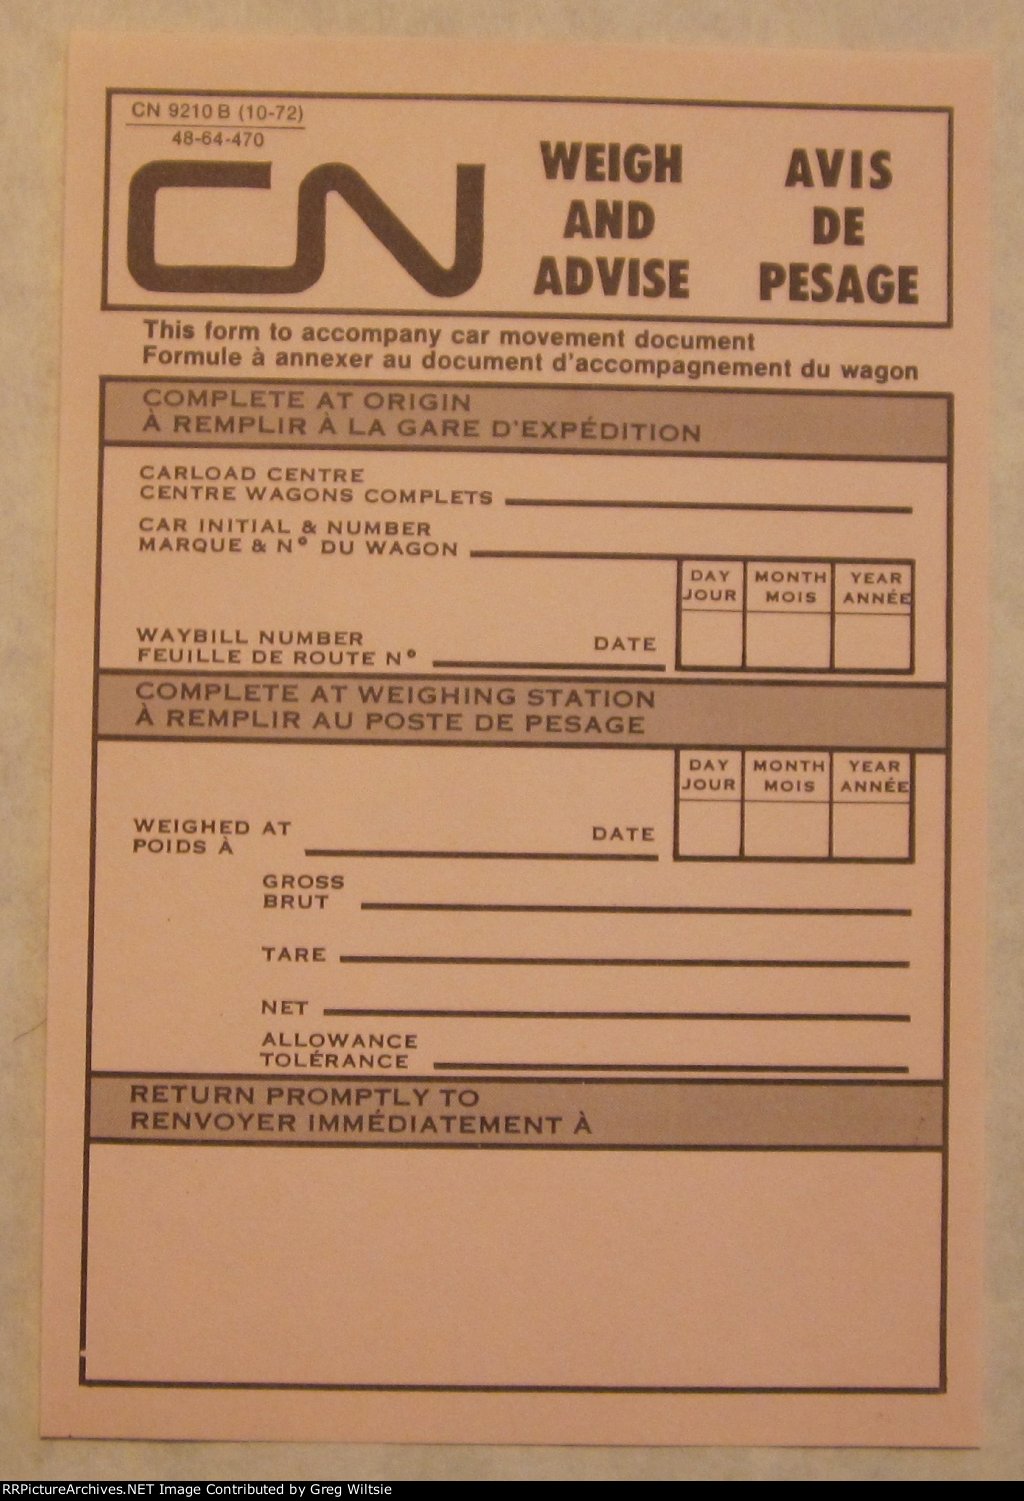 CN 9210 B (10-72)
48-64-470
CN
WEIGH
AND
ADVISE
AVIS
DE
PESAGE
This form to accompany car movement document
Formule à annexer au document d'accompagnement du wagon
COMPLETE AT ORIGIN
À REMPLIR À LA GARE D'EXPÉDITION
CARLOAD CENTRE
CENTRE WAGONS COMPLETS
CAR INITIAL & NUMBER
MARQUE & Nº DU WAGON
DAY MONTH YEAR
JOUR MOIS ANNÉE
WAYBILL NUMBER
FEUILLE DE ROUTE Nº
DATE
COMPLETE AT WEIGHING STATION
À REMPLIR AU POSTE DE PESAGE
DAY MONTH YEAR
JOUR MOIS ANNÉE
WEIGHED AT
POIDS À
DATE
GROSS
BRUT
TARE
NET
ALLOWANCE
TOLÉRANCE
RETURN PROMPTLY TO
RENVOYER IMMÉDIATEMENT À
RRPictureArchives.NET Image Contributed by Greg Wiltsie